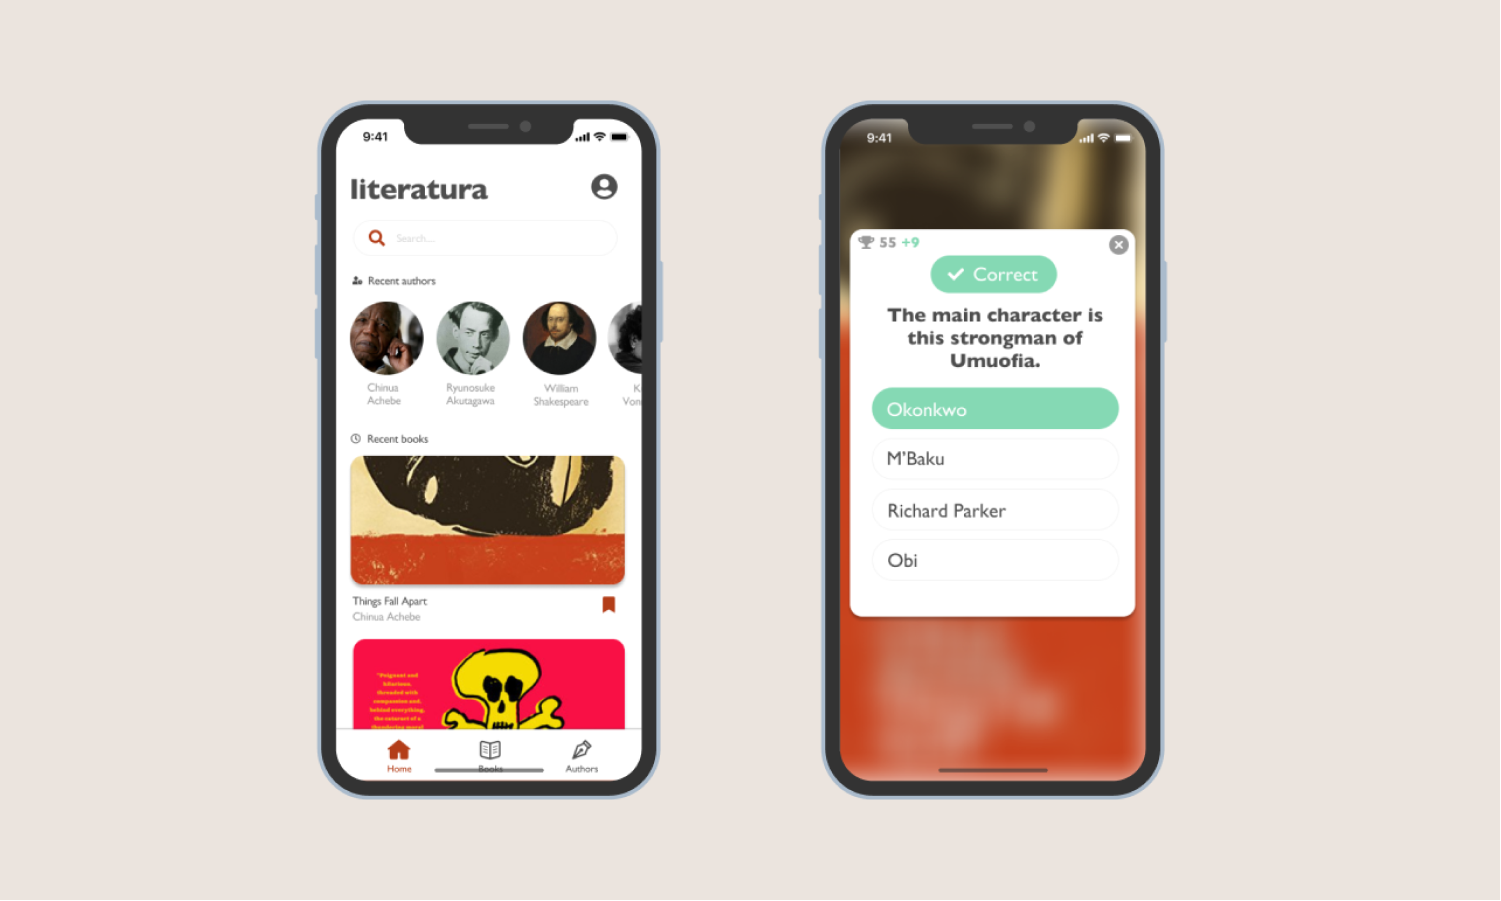 9:41
literatura
Search...
Recent authors
Chinua
Achebe
Ryunosuke
Akutagawa
William
Shakespeare
K
Von
Recent books
Things Fall Apart
Chinua Achebe
"Poignant and
hilarious,
threaded with
compassion and,
behind everything,
the cataract of a
thundering moral
Home
Books
Authors
9:41
55 +9
Correct
The main character is
this strongman of
Umuofia.
Okonkwo
M'Baku
Richard Parker
Obi